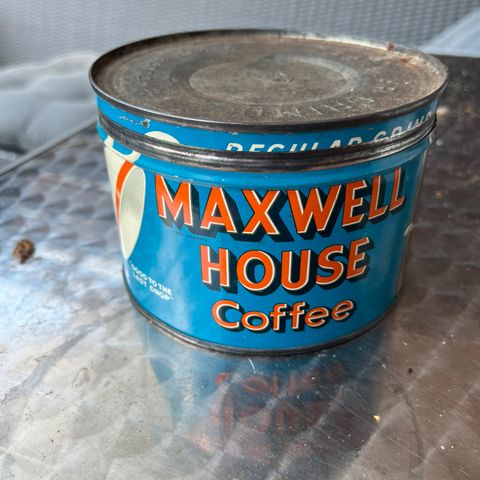 REGULAR GRIND
MAXWELL
HOUSE
Coffee
"GOOD TO THE
LAST DROP"